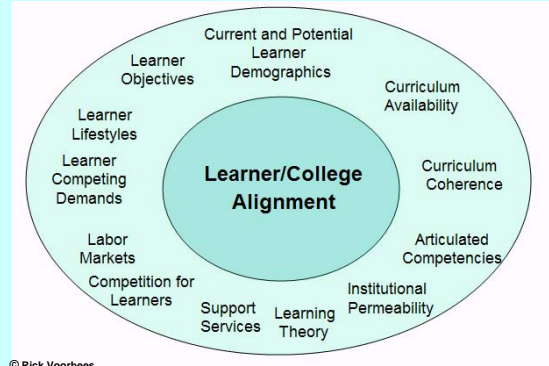 Current and Potential
Learner
Demographics
Learner
Objectives
Curriculum
Availability
Learner
Lifestyles
Learner
Competing
Demands
Learner/College
Alignment
Curriculum
Coherence
Labor
Markets
Articulated
Competencies
Competition for
Learners
Support
Services
Learning
Theory
Institutional
Permeability
© Rick Voorhees